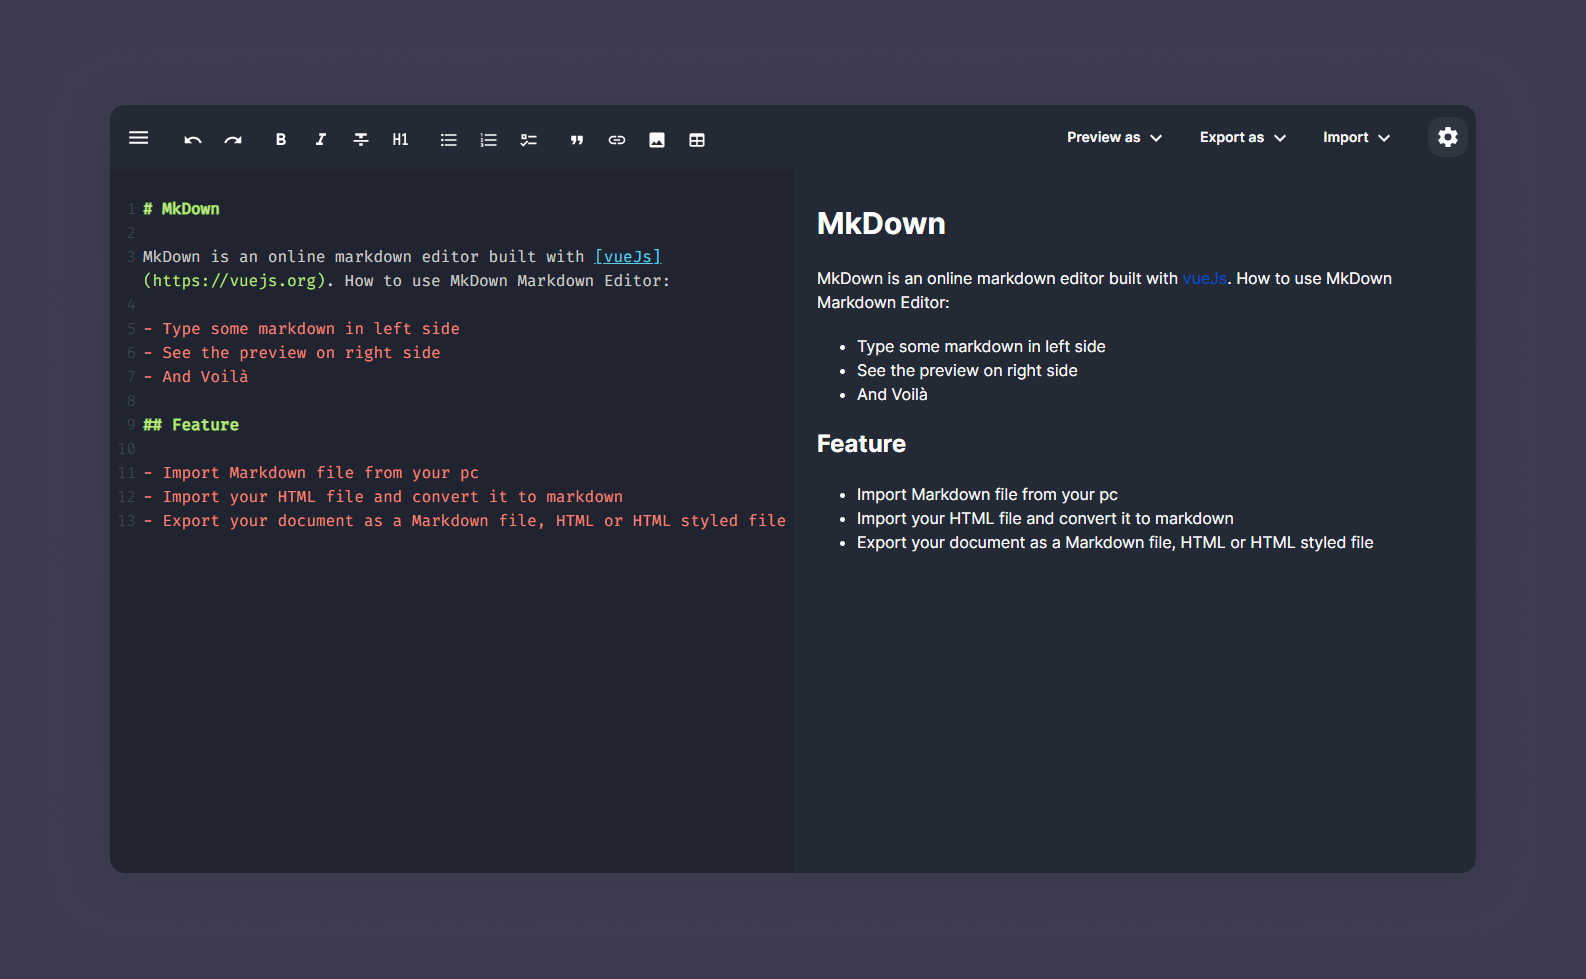 H1
Preview as
Export as
Import
1 # MkDown
2
3 MkDown is an online markdown editor built with [vueJs]
(https://vuejs.org). How to use MkDown Markdown Editor:
4
5 - Type some markdown in left side
6 - See the preview on right side
7 - And Voilà
8
9 ## Feature
10
11 - Import Markdown file from your pc
12 - Import your HTML file and convert it to markdown
13 - Export your document as a Markdown file, HTML or HTML styled file
MkDown
MkDown is an online markdown editor built with vueJs. How to use MkDown
Markdown Editor:
• Type some markdown in left side
• See the preview on right side
• And Voilà
Feature
• Import Markdown file from your pc
• Import your HTML file and convert it to markdown
• Export your document as a Markdown file, HTML or HTML styled file